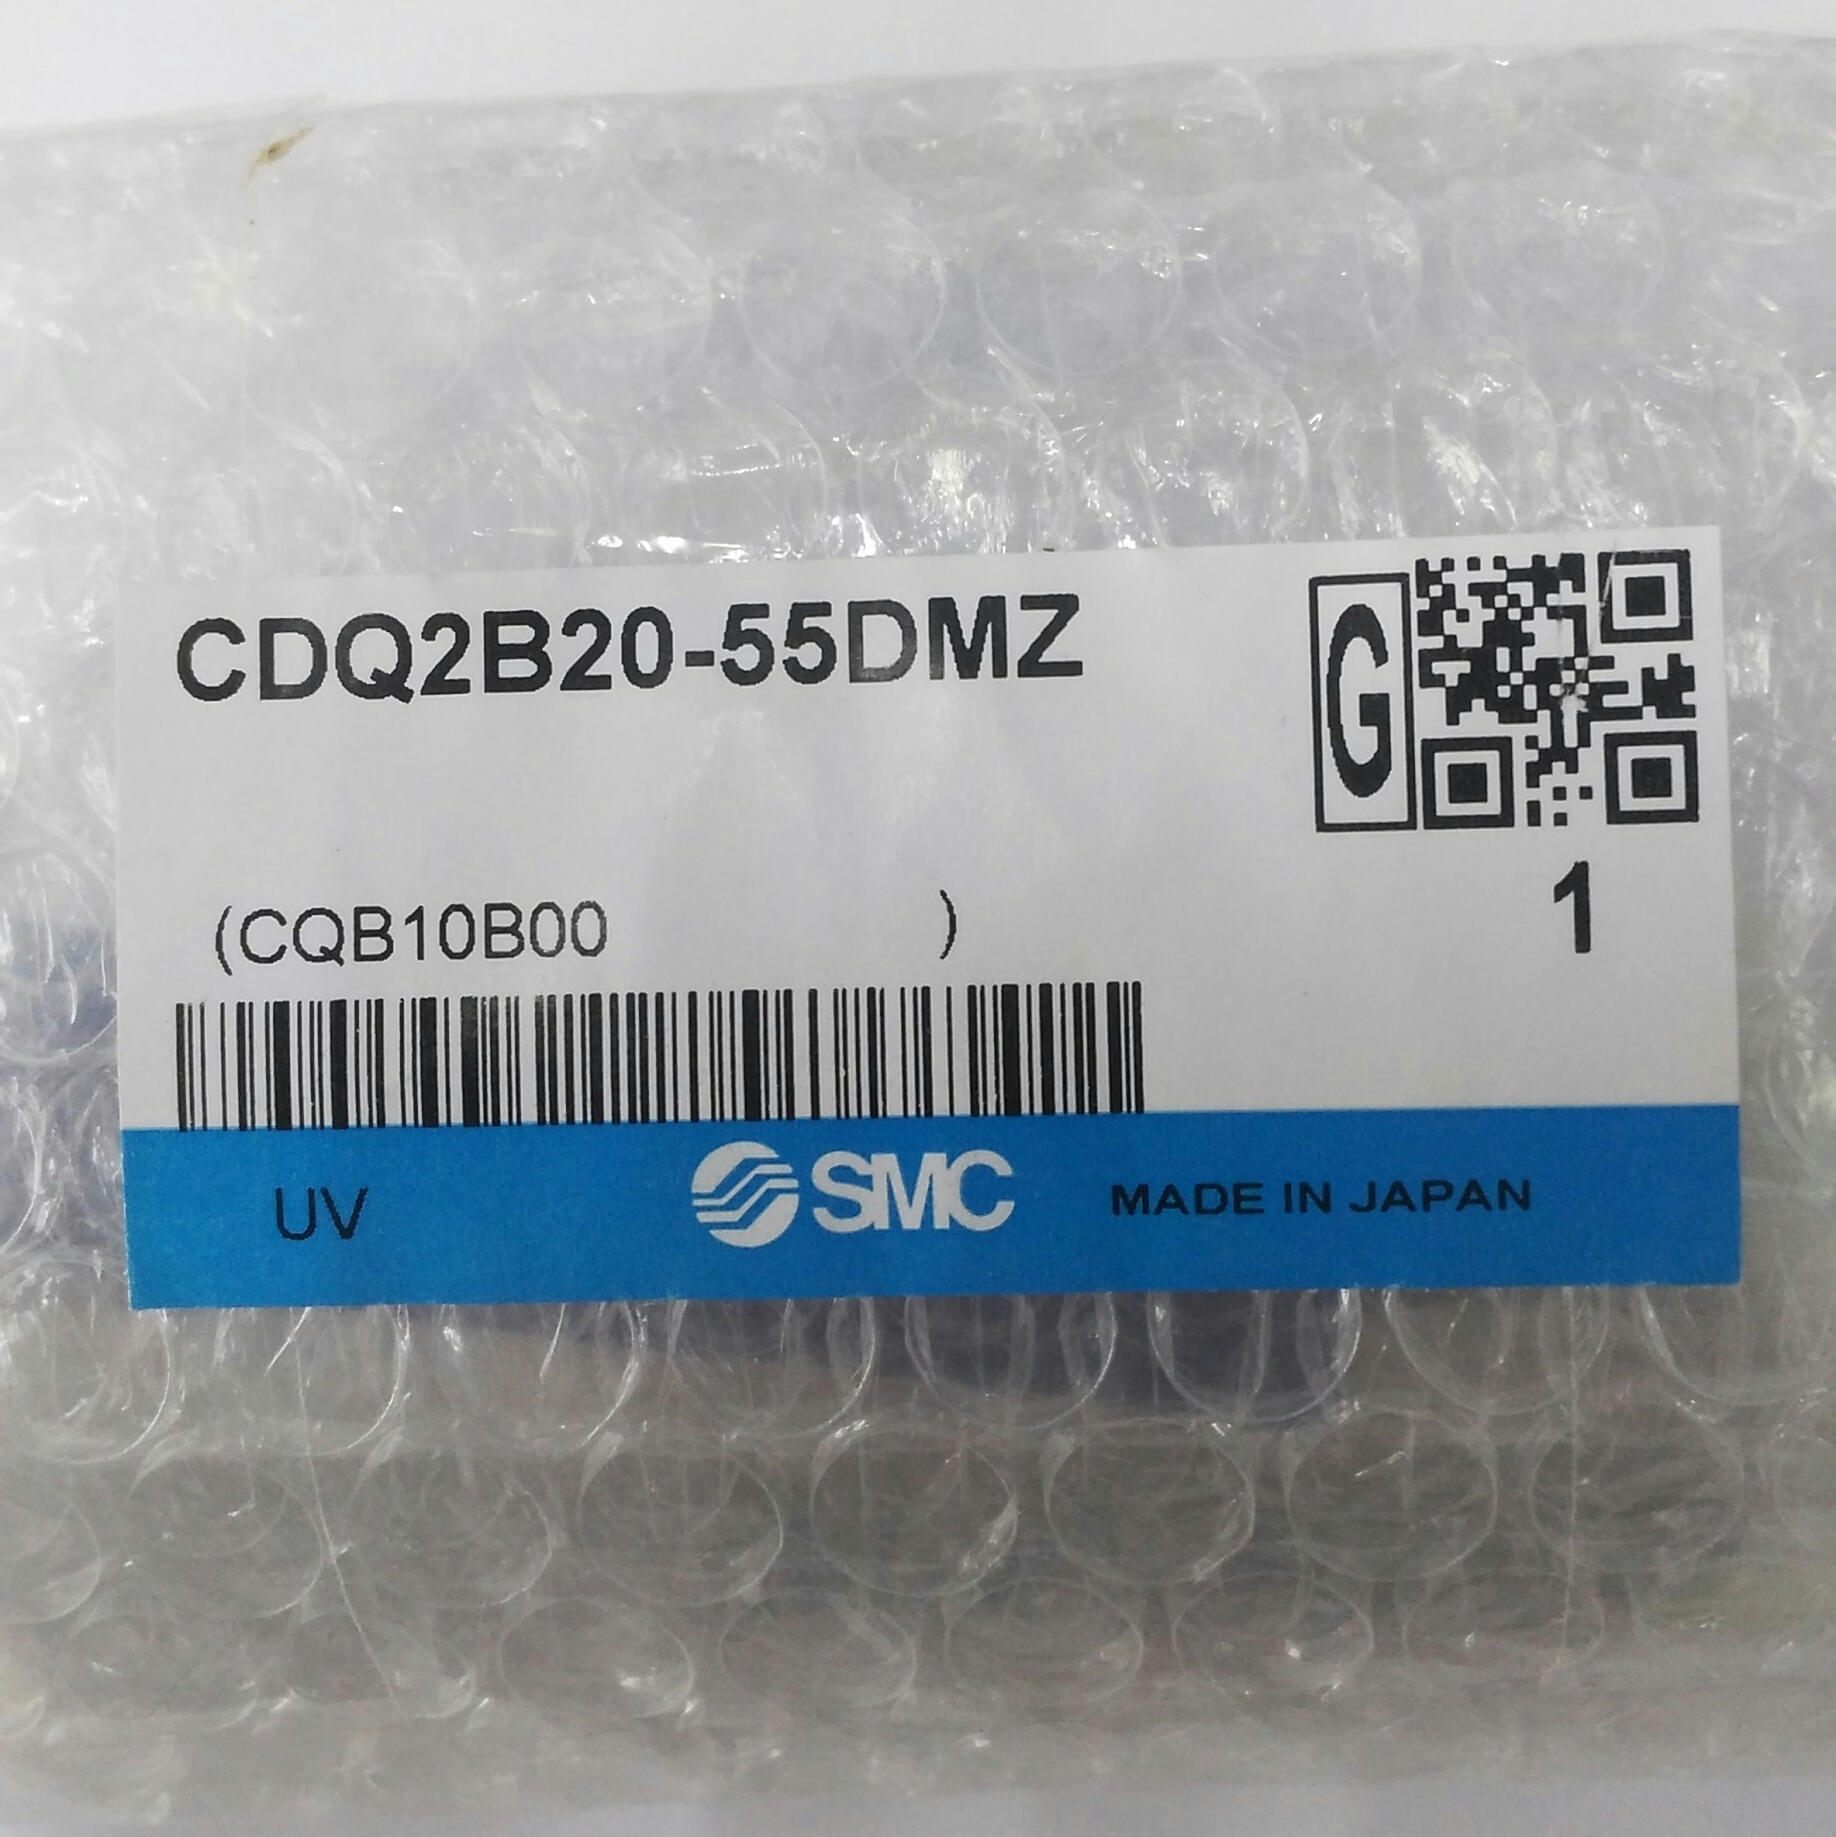 CDQ2B20-55DMZ
G
(CQB10B00 )
1
UV
SMC
MADE IN JAPAN